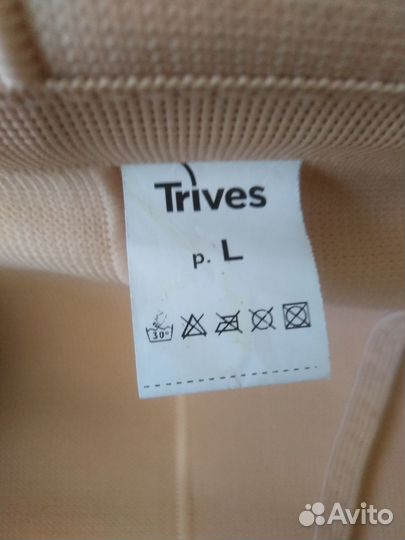 Trives
р. L
30°
Avito